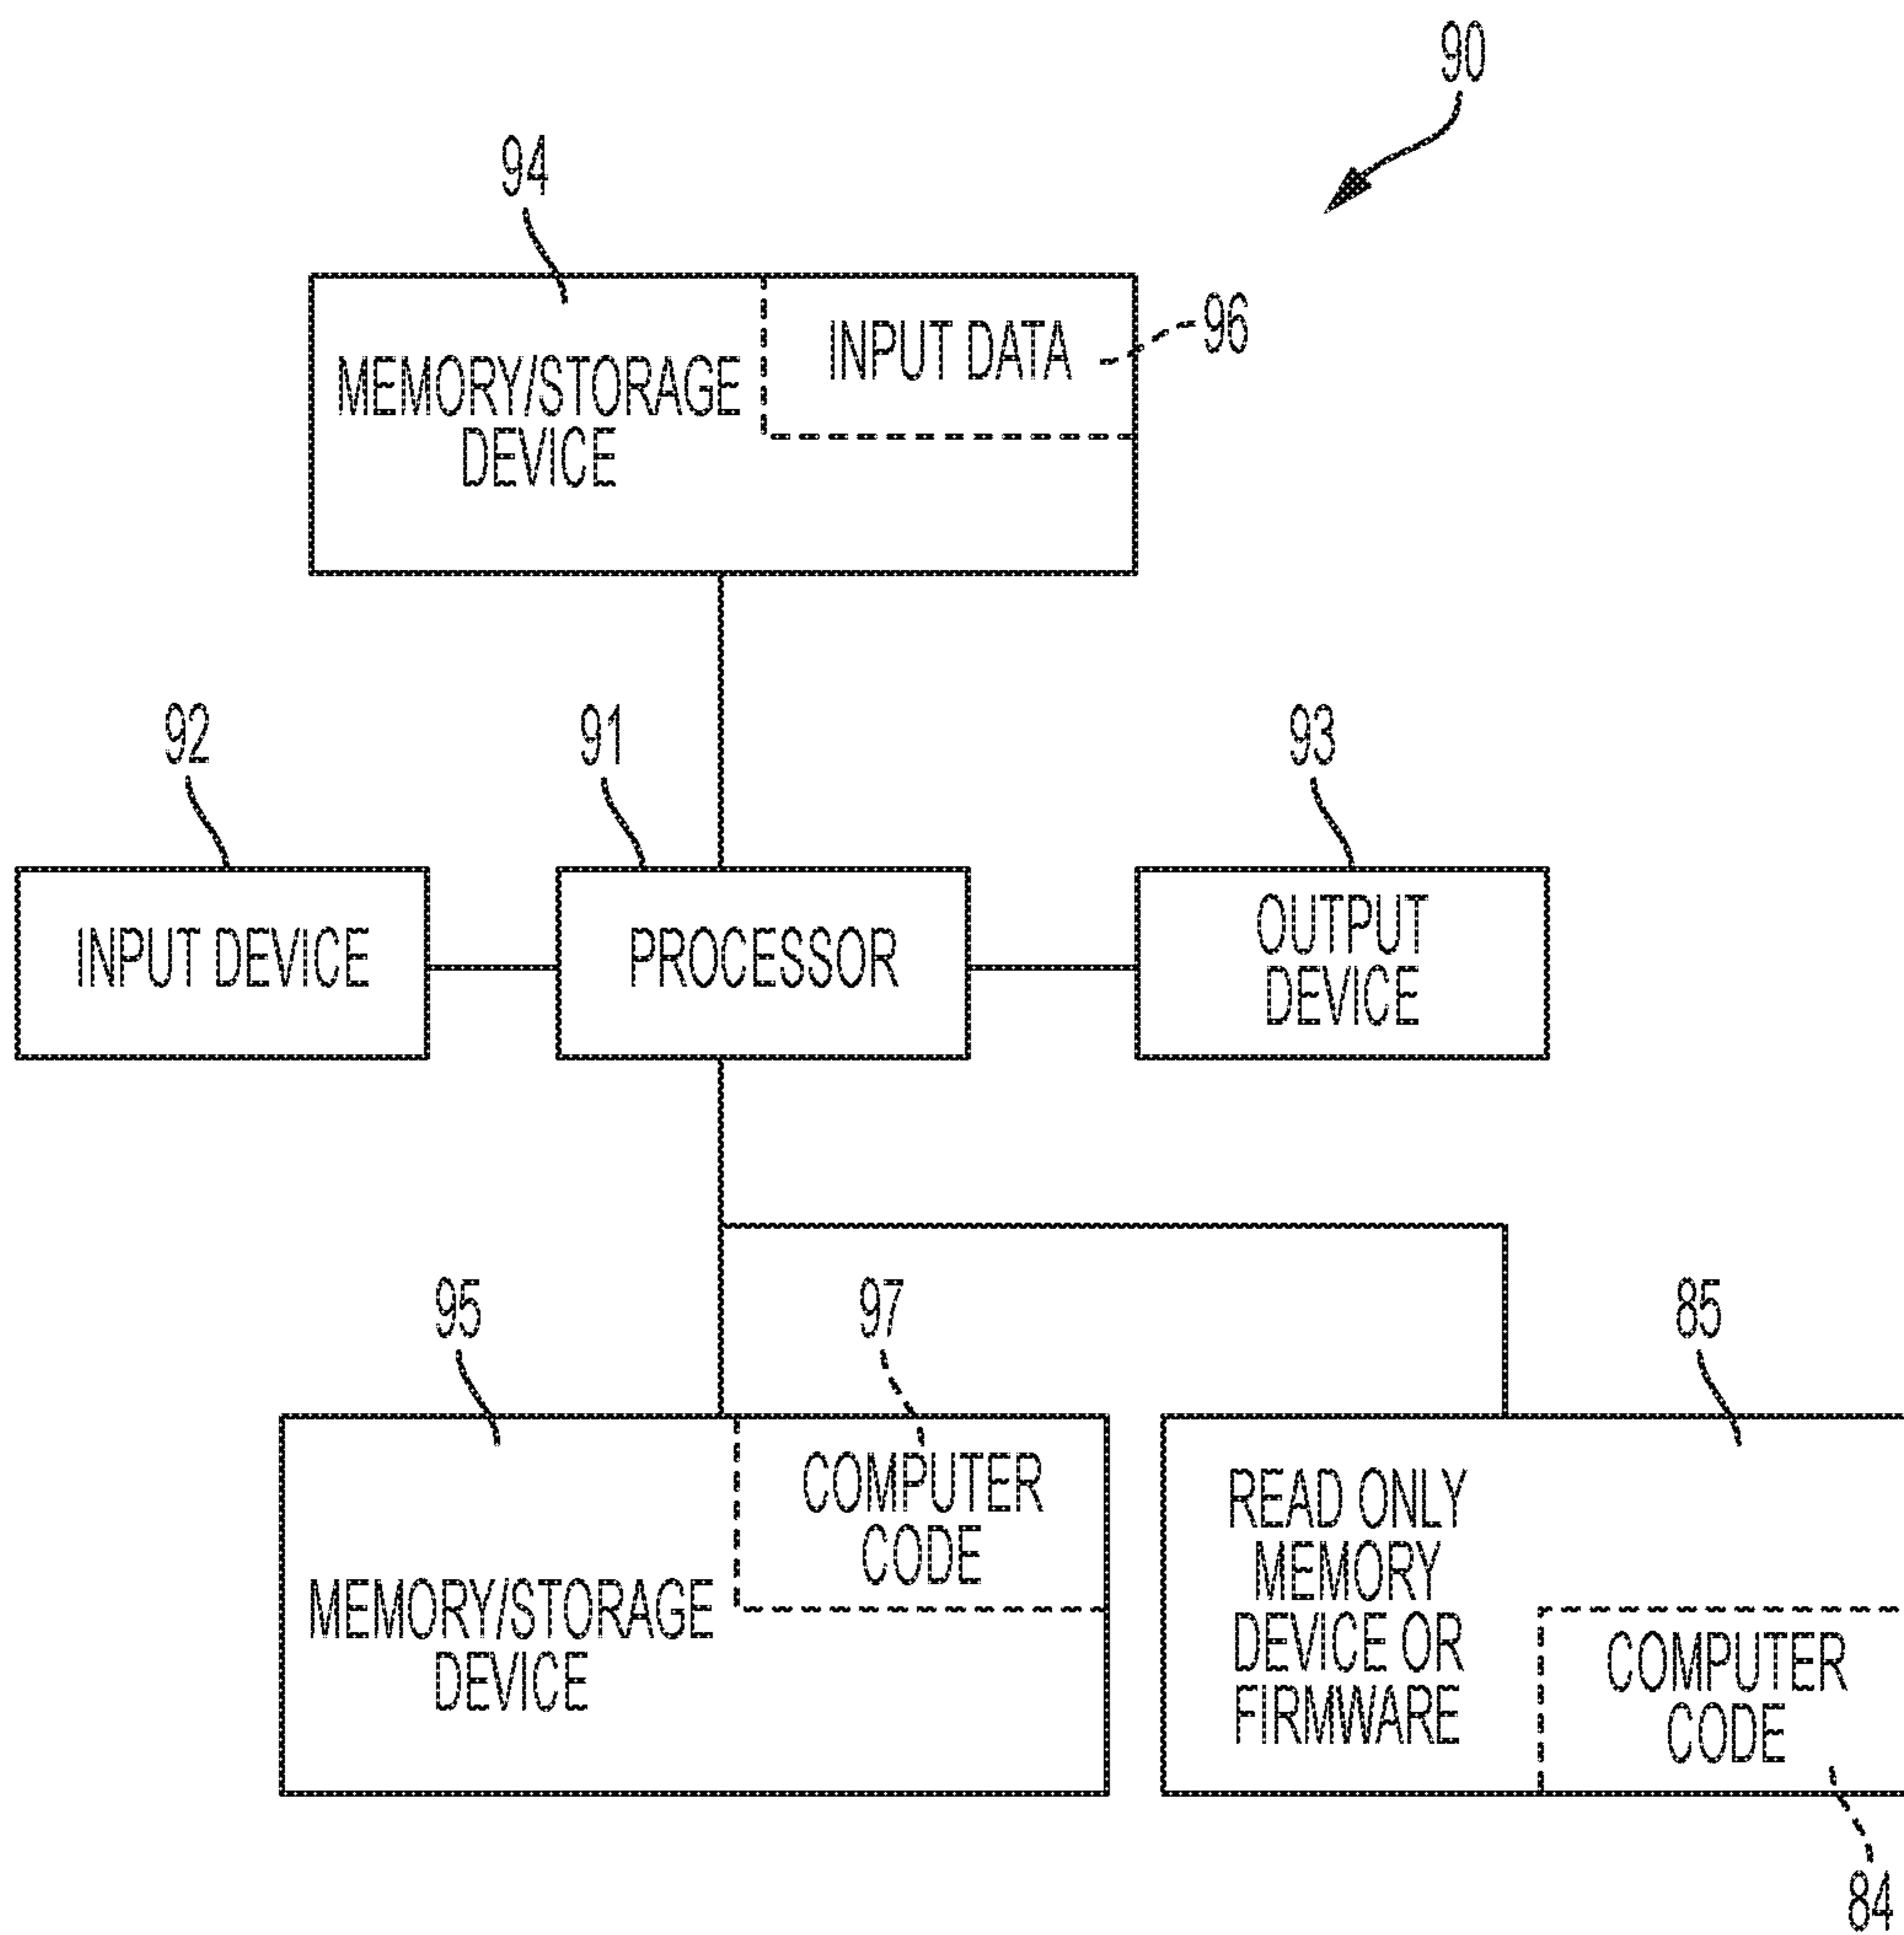 90
94
INPUT DATA
96
MEMORY/STORAGE
DEVICE
92
91
93
INPUT DEVICE
PROCESSOR
OUTPUT
DEVICE
95
97
85
COMPUTER
CODE
MEMORY/STORAGE
DEVICE
READ ONLY
MEMORY
DEVICE OR
FIRMWARE
COMPUTER
CODE
84